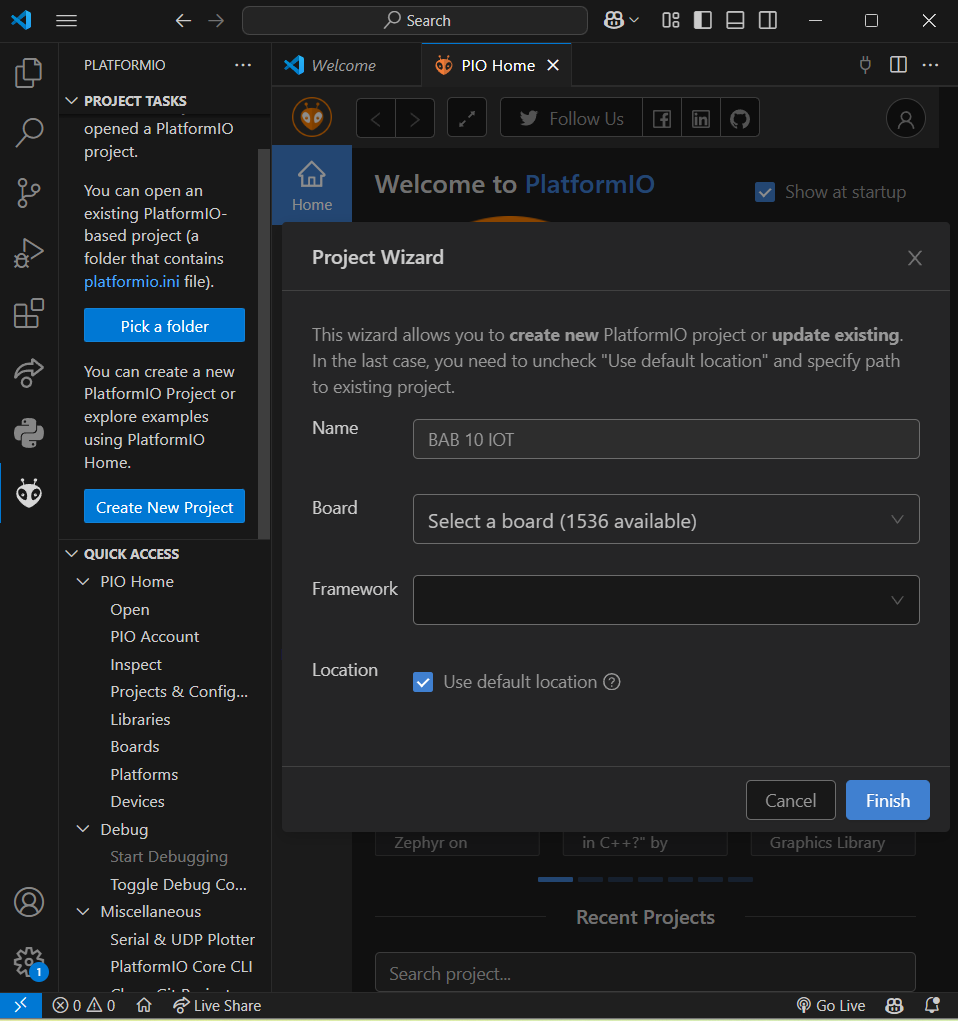 Search
PLATFORMIO
Welcome
PIO Home
PROJECT TASKS
opened a PlatformIO
project.
You can open an
existing PlatformIO-
based project (a
folder that contains
platformio.ini file).
Pick a folder
You can create a new
PlatformIO Project or
explore examples
using PlatformIO
Home.
Create New Project
QUICK ACCESS
PIO Home
Open
PIO Account
Inspect
Projects & Config...
Libraries
Boards
Platforms
Devices
Debug
Start Debugging
Toggle Debug Co...
Miscellaneous
Serial & UDP Plotter
PlatformIO Core CLI
Follow Us
Home
Welcome to PlatformIO
Show at startup
Project Wizard
This wizard allows you to create new PlatformIO project or update existing.
In the last case, you need to uncheck "Use default location" and specify path
to existing project.
Name
BAB 10 IOT
Board
Select a board (1536 available)
Framework
Location
Use default location
Cancel
Finish
Zephyr on
in C++?" by
Graphics Library
Recent Projects
Search project...
1
0 0
Live Share
Go Live